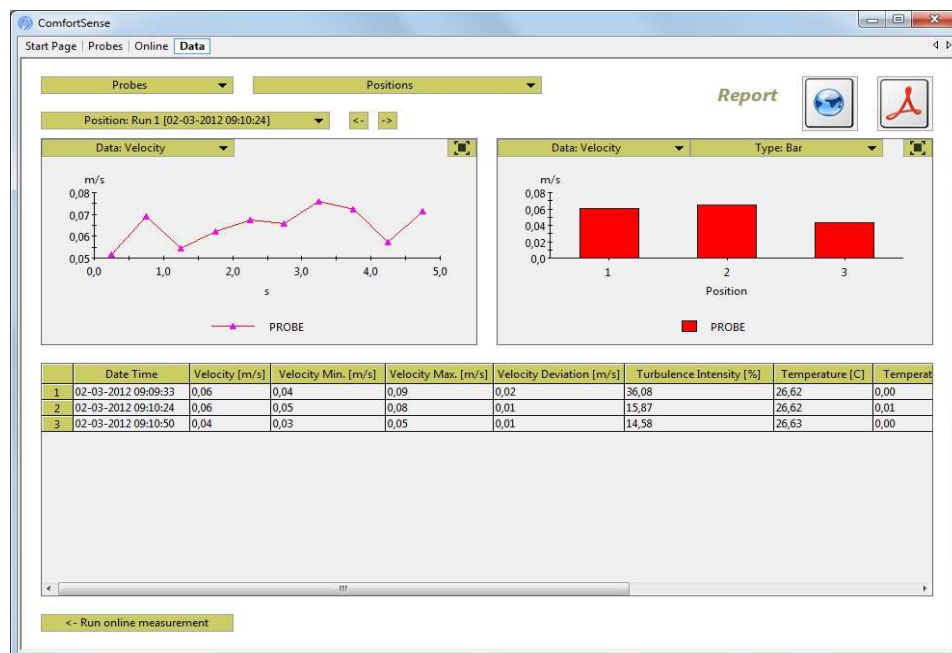 ComfortSense
Start Page Probes Online Data
Probes Positions
Report
Position: Run 1 [02-03-2012 09:10:24] <- ->
Data: Velocity
m/s
0,08
0,07
0,06
0,05
0,0 1,0 2,0 3,0 4,0 5,0
s
PROBE
Data: Velocity Type: Bar
m/s
0,08
0,06
0,04
0,02
0,0
1 2 3
Position
PROBE
Date Time Velocity [m/s] Velocity Min. [m/s] Velocity Max. [m/s] Velocity Deviation [m/s] Turbulence Intensity [%] Temperature [C] Temperat
1 02-03-2012 09:09:33 0,06 0,04 0,09 0,02 36,08 26,62 0,00
2 02-03-2012 09:10:24 0,06 0,05 0,08 0,01 15,87 26,62 0,01
3 02-03-2012 09:10:50 0,04 0,03 0,05 0,01 14,58 26,63 0,00
<- Run online measurement